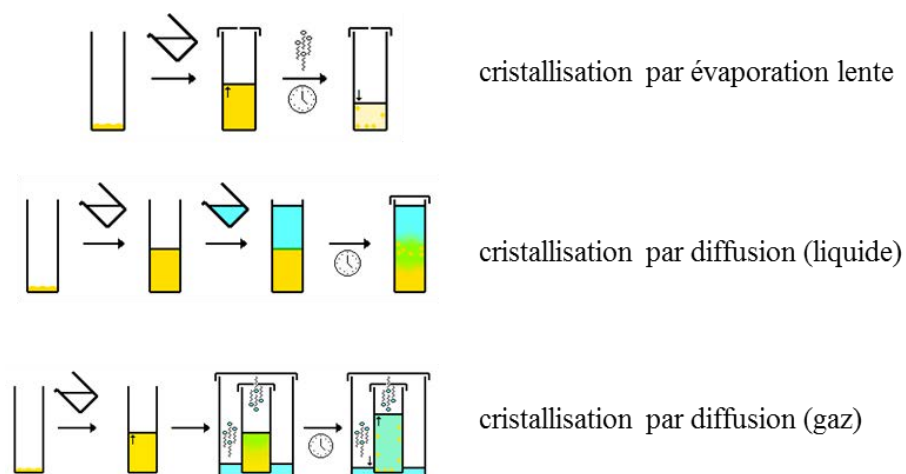 cristallisation par évaporation lente
cristallisation par diffusion (liquide)
cristallisation par diffusion (gaz)